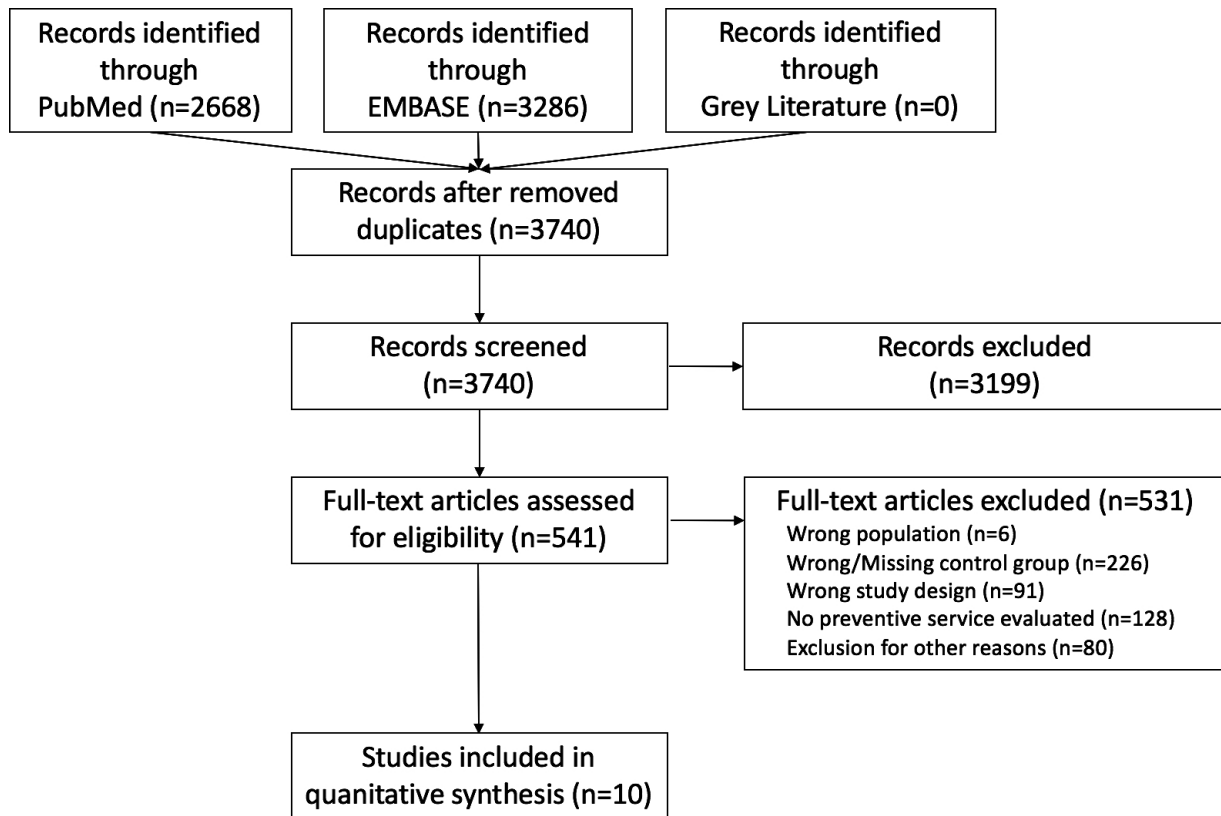 Records identified
through
PubMed (n=2668)
Records identified
through
EMBASE (n=3286)
Records identified
through
Grey Literature (n=0)
Records after removed
duplicates (n=3740)
Records screened
(n=3740)
Records excluded
(n=3199)
Full-text articles assessed
for eligibility (n=541)
Full-text articles excluded (n=531)
Wrong population (n=6)
Wrong/Missing control group (n=226)
Wrong study design (n=91)
No preventive service evaluated (n=128)
Exclusion for other reasons (n=80)
Studies included in
quanitative synthesis (n=10)